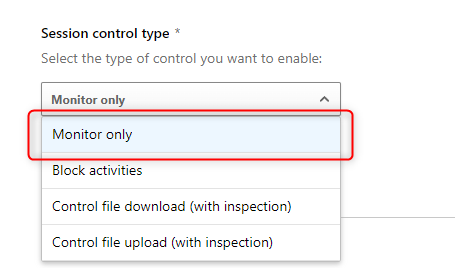 Session control type *
Select the type of control you want to enable:
Monitor only
Monitor only
Block activities
Control file download (with inspection)
Control file upload (with inspection)